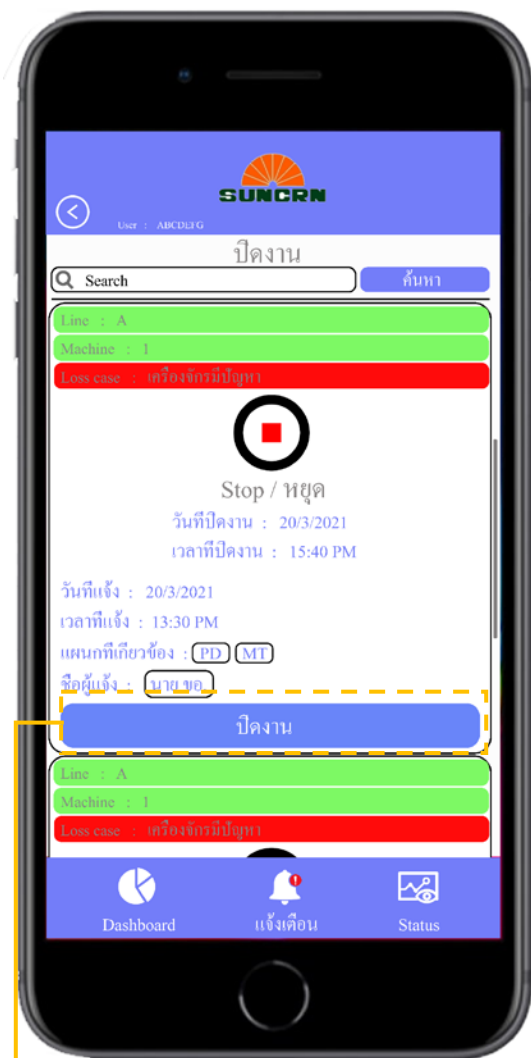 SUNCRN
User : ABCDEFG
ปิดงาน
Search
ค้นหา
Line : A
Machine : 1
Loss case : เครื่องจักรมีปัญหา
Stop / หยุด
วันที่ปิดงาน : 20/3/2021
เวลาที่ปิดงาน : 15:40 PM
วันที่แจ้ง : 20/3/2021
เวลาที่แจ้ง : 13:30 PM
แผนกที่เกี่ยวข้อง : PD MT
ชื่อผู้แจ้ง : นาย ขอ
ปิดงาน
Line : A
Machine : 1
Loss case : เครื่องจักรมีปัญหา
Dashboard
แจ้งเตือน
Status